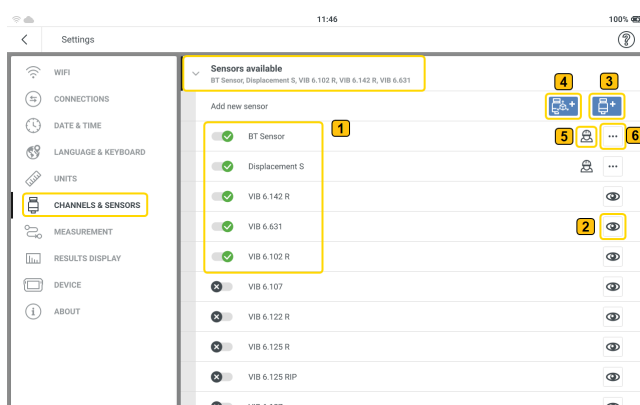 11:46
100%
Settings
?
WIFI
CONNECTIONS
DATE & TIME
LANGUAGE & KEYBOARD
UNITS
CHANNELS & SENSORS
MEASUREMENT
RESULTS DISPLAY
DEVICE
i
ABOUT
Sensors available
BT Sensor, Displacement S, VIB 6.102 R, VIB 6.142 R, VIB 6.631
4
3
Add new sensor
1
BT Sensor
5
6
Displacement S
VIB 6.142 R
VIB 6.631
2
VIB 6.102 R
VIB 6.107
VIB 6.122 R
VIB 6.125 R
VIB 6.125 RIP